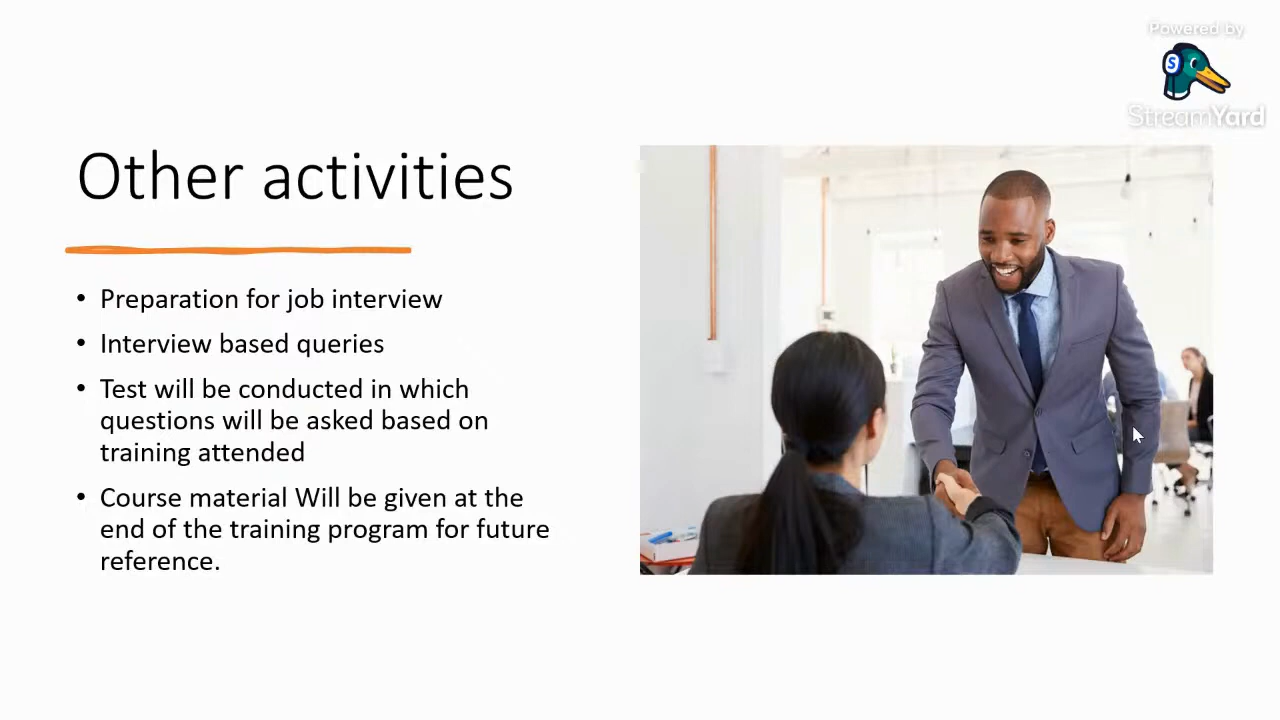 Powered by
S
StreamYard
Other activities
• Preparation for job interview
• Interview based queries
• Test will be conducted in which
questions will be asked based on
training attended
• Course material Will be given at the
end of the training program for future
reference.